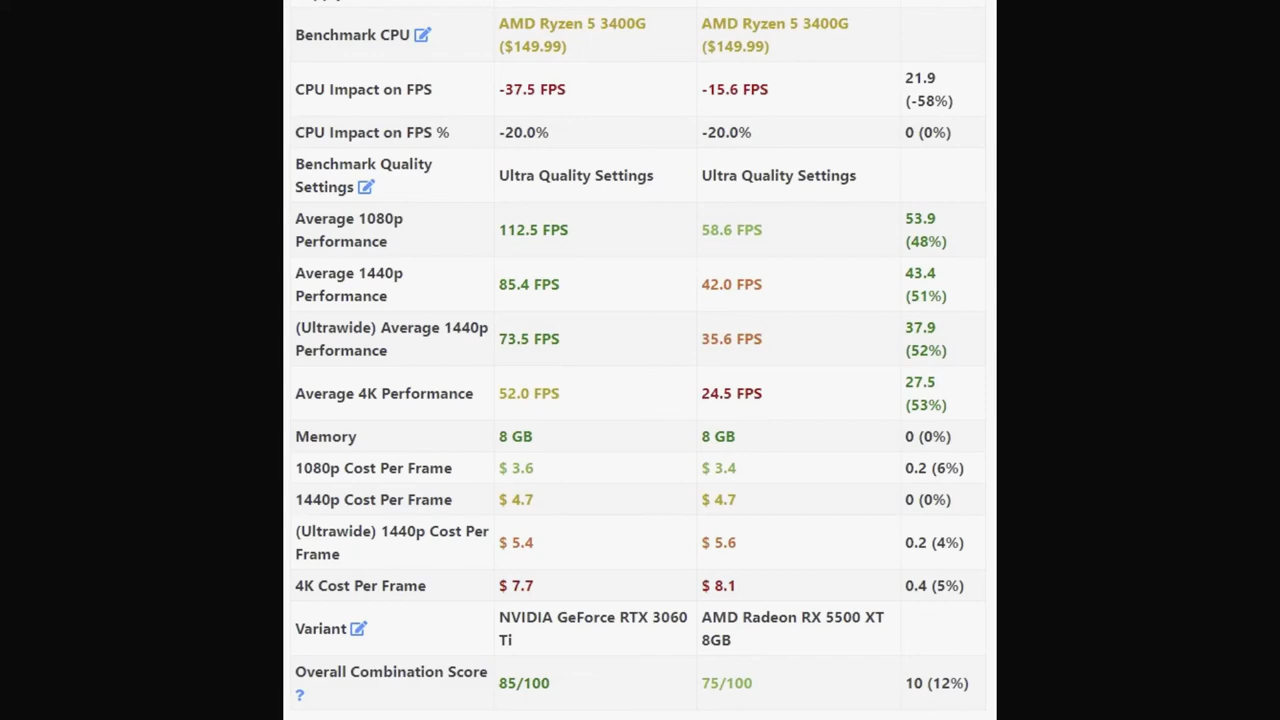 Benchmark CPU
AMD Ryzen 5 3400G
($149.99)
AMD Ryzen 5 3400G
($149.99)
CPU Impact on FPS
-37.5 FPS
-15.6 FPS
21.9
(-58%)
CPU Impact on FPS %
-20.0%
-20.0%
0 (0%)
Benchmark Quality
Settings
Ultra Quality Settings
Ultra Quality Settings
Average 1080p
Performance
112.5 FPS
58.6 FPS
53.9
(48%)
Average 1440p
Performance
85.4 FPS
42.0 FPS
43.4
(51%)
(Ultrawide) Average 1440p
Performance
73.5 FPS
35.6 FPS
37.9
(52%)
Average 4K Performance
52.0 FPS
24.5 FPS
27.5
(53%)
Memory
8 GB
8 GB
0 (0%)
1080p Cost Per Frame
$ 3.6
$ 3.4
0.2 (6%)
1440p Cost Per Frame
$ 4.7
$ 4.7
0 (0%)
(Ultrawide) 1440p Cost Per
Frame
$ 5.4
$ 5.6
0.2 (4%)
4K Cost Per Frame
$ 7.7
$ 8.1
0.4 (5%)
Variant
NVIDIA GeForce RTX 3060
Ti
AMD Radeon RX 5500 XT
8GB
Overall Combination Score
?
85/100
75/100
10 (12%)